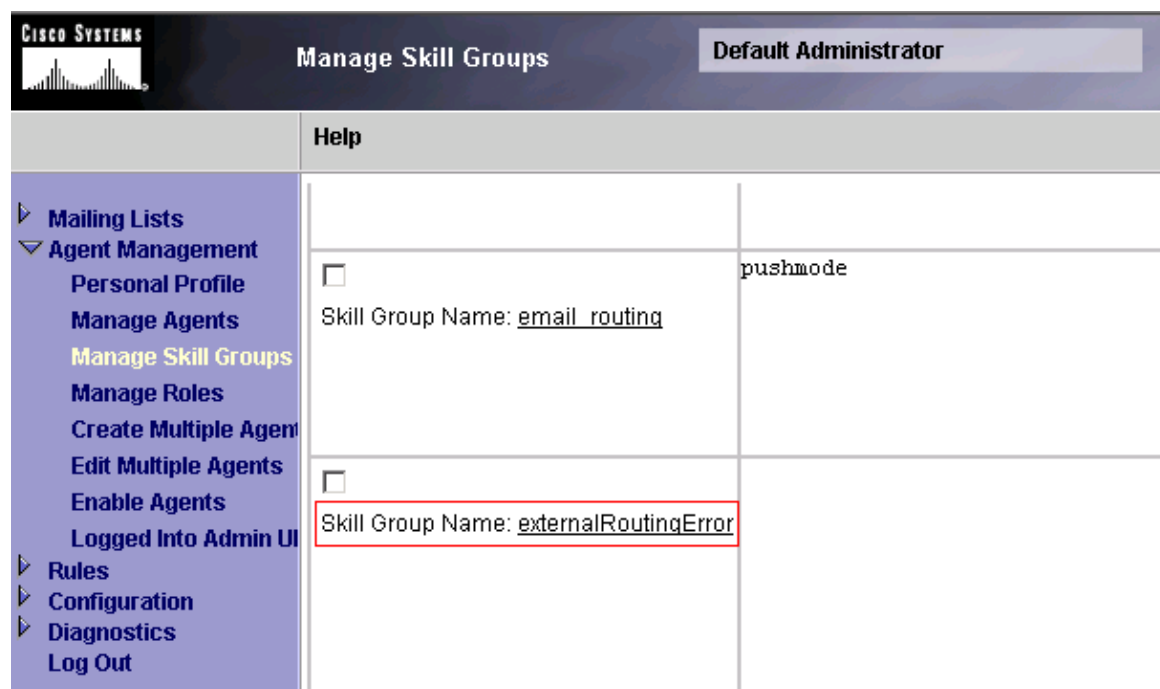 CISCO SYSTEMS
Manage Skill Groups
Default Administrator
Help
Mailing Lists
Agent Management
Personal Profile
Manage Agents
Manage Skill Groups
Manage Roles
Create Multiple Agent
Edit Multiple Agents
Enable Agents
Logged Into Admin UI
Rules
Configuration
Diagnostics
Log Out
pushmode
Skill Group Name: email_routing
Skill Group Name: externalRoutingError